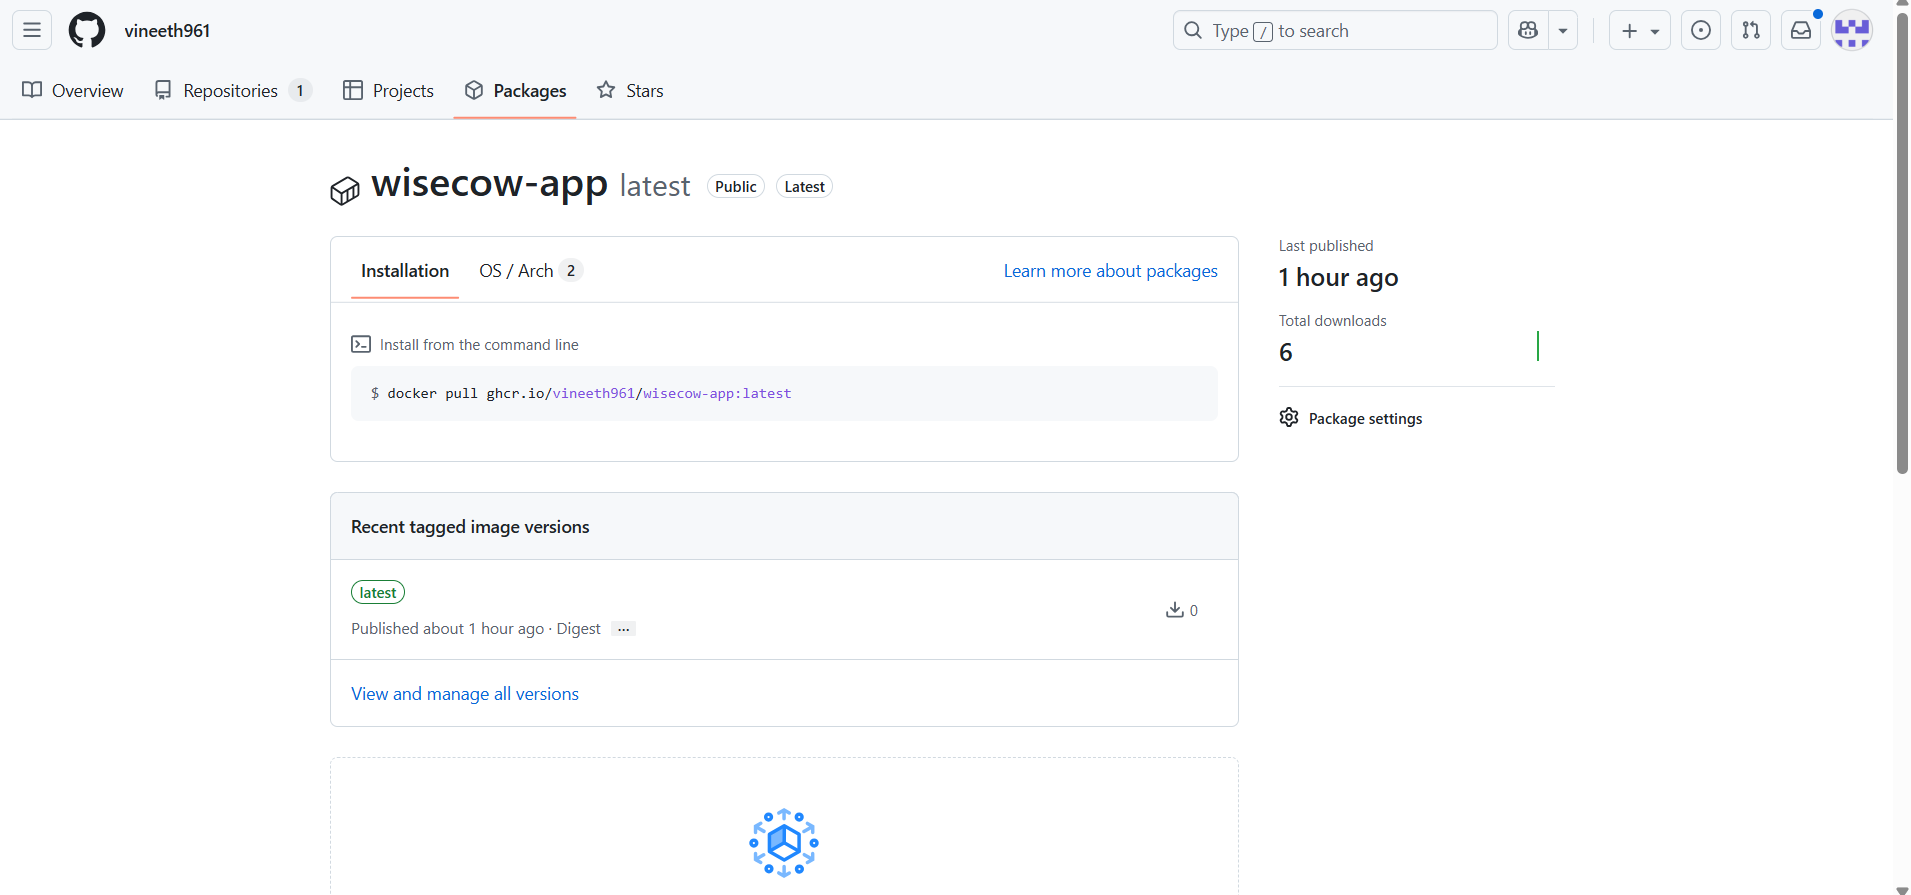 vineeth961
Type / to search
Overview
Repositories 1
Projects
Packages
Stars
wisecow-app latest Public Latest
Installation
OS / Arch 2
Learn more about packages
Install from the command line
$ docker pull ghcr.io/vineeth961/wisecow-app:latest
Recent tagged image versions
latest
Published about 1 hour ago · Digest ...
0
View and manage all versions
Last published
1 hour ago
Total downloads
6
Package settings